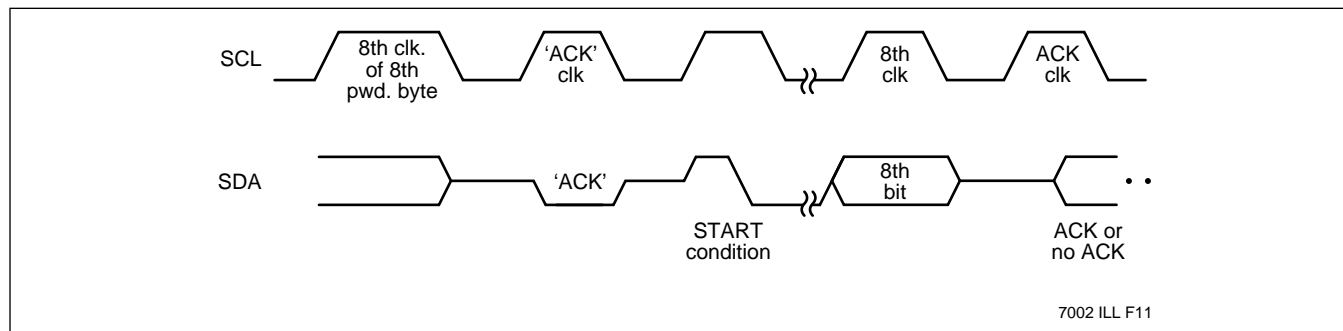 SCL
8th clk.
of 8th
pwd. byte
'ACK'
clk
8th
clk
ACK
clk
SDA
'ACK'
8th
bit
START
condition
ACK or
no ACK
7002 ILL F11